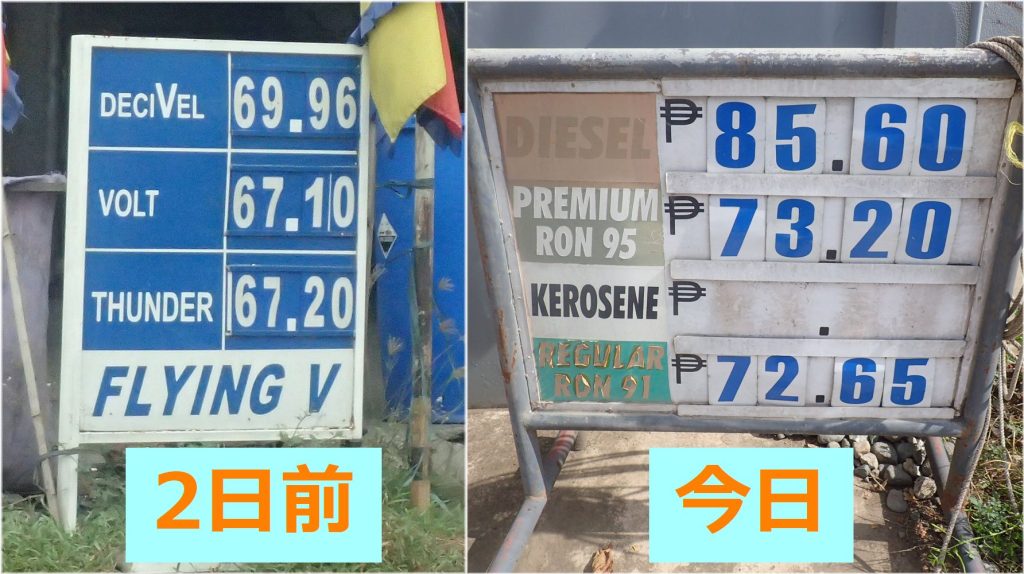 DECIVEL 69.96
VOLT 67.10
THUNDER 67.20
FLYING V
2日前
DIESEL ₱ 85.60
PREMIUM
RON 95 ₱ 73.20
KEROSENE ₱ .
REGULAR
RON 91 ₱ 72.65
今日